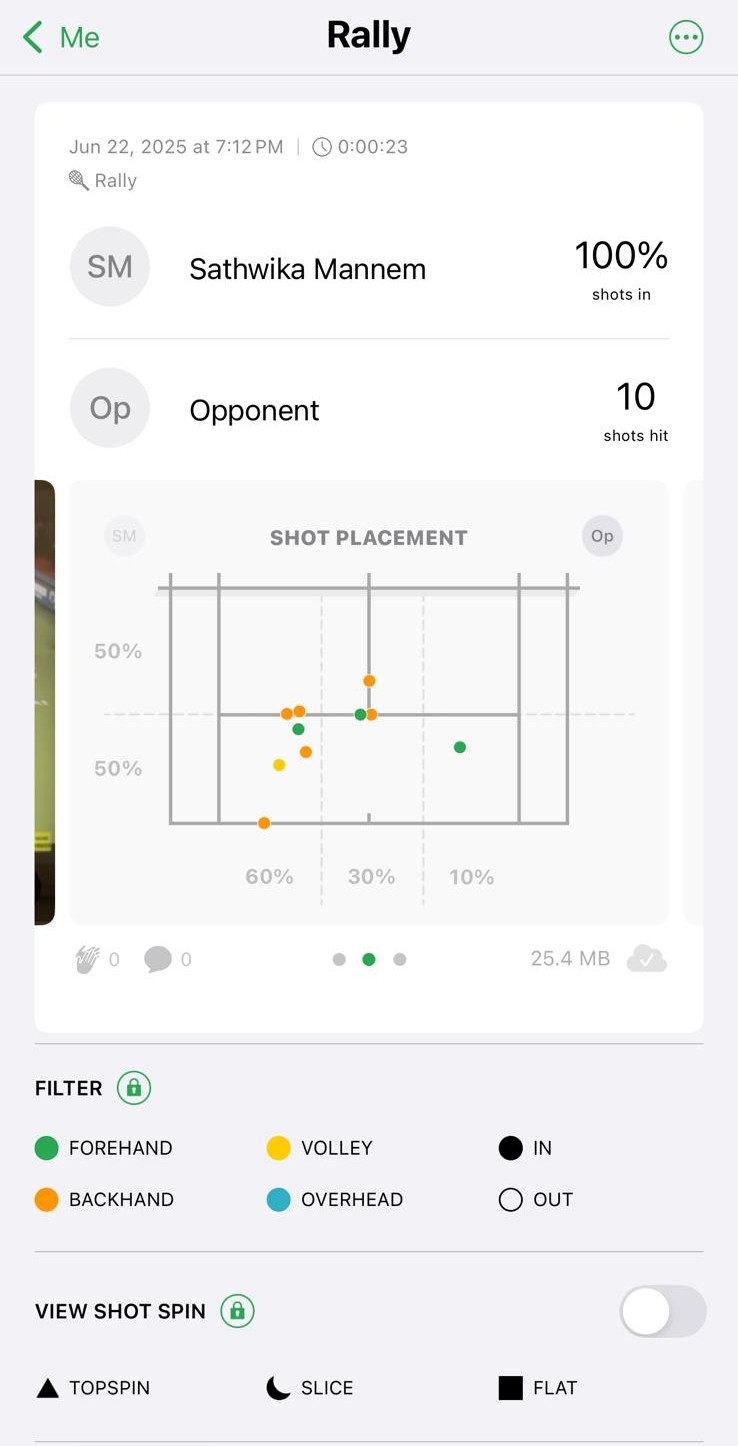 Me
Rally
Jun 22, 2025 at 7:12 PM | 0:00:23
Rally
SM Sathwika Mannem 100%
shots in
Op Opponent 10
shots hit
SM SHOT PLACEMENT Op
50%
50%
60% 30% 10%
0 0 25.4 MB
FILTER
FOREHAND VOLLEY IN
BACKHAND OVERHEAD OUT
VIEW SHOT SPIN
TOPSPIN SLICE FLAT